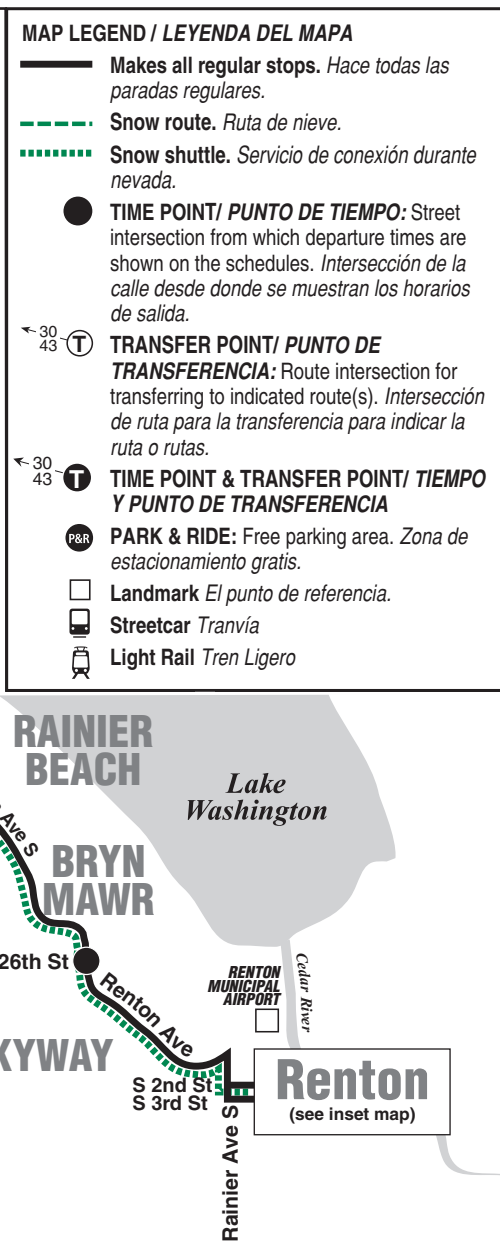 MAP LEGEND / LEYENDA DEL MAPA
Makes all regular stops. Hace todas las
paradas regulares.
Snow route. Ruta de nieve.
Snow shuttle. Servicio de conexión durante
nevada.
TIME POINT/ PUNTO DE TIEMPO: Street
intersection from which departure times are
shown on the schedules. Intersección de la
calle desde donde se muestran los horarios
de salida.
30
43
T
TRANSFER POINT/ PUNTO DE
TRANSFERENCIA: Route intersection for
transferring to indicated route(s). Intersección
de ruta para la transferencia para indicar la
ruta o rutas.
30
43
T
TIME POINT & TRANSFER POINT/ TIEMPO
Y PUNTO DE TRANSFERENCIA
P&R
PARK & RIDE: Free parking area. Zona de
estacionamiento gratis.
Landmark El punto de referencia.
Streetcar Tranvía
Light Rail Tren Ligero
RAINIER
BEACH
Lake
Washington
Ave S
BRYN
MAWR
26th St
Renton Ave
RENTON
MUNICIPAL
AIRPORT
Cedar River
KYWAY
S 2nd St
S 3rd St
Rainier Ave S
Renton
(see inset map)